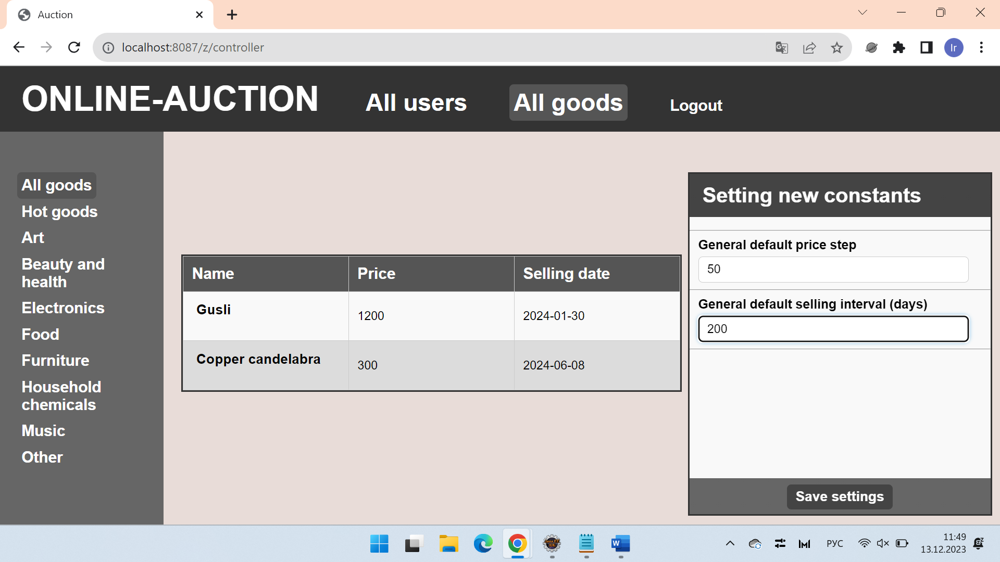 Auction
localhost:8087/z/controller
Ir
ONLINE-AUCTION
All users
All goods
Logout
All goods
Hot goods
Art
Beauty and
health
Electronics
Food
Furniture
Household
chemicals
Music
Other
Name Price Selling date
Gusli 1200 2024-01-30
Copper candelabra 300 2024-06-08
Setting new constants
General default price step
50
General default selling interval (days)
200
Save settings
W
РУС
11:49
13.12.2023